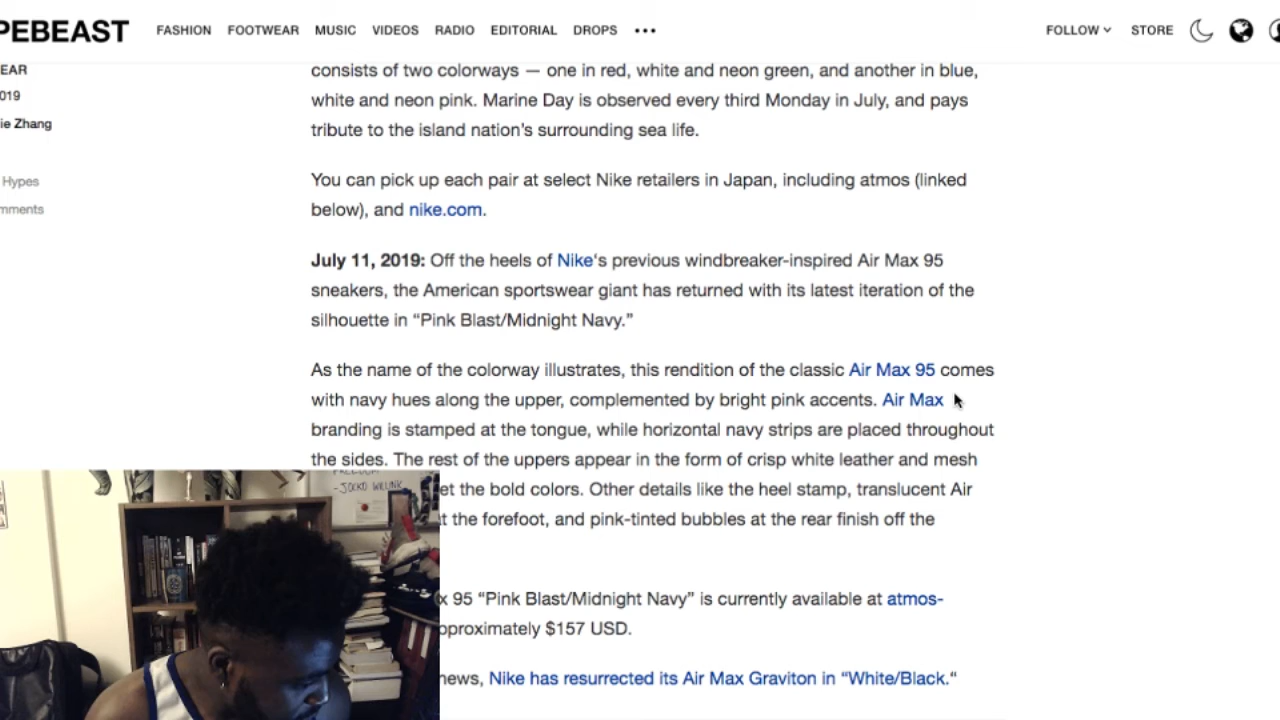 PEBEAST
FASHION FOOTWEAR MUSIC VIDEOS RADIO EDITORIAL DROPS •••
FOLLOW STORE
EAR
019
ie Zhang
Hypes
mments
consists of two colorways — one in red, white and neon green, and another in blue,
white and neon pink. Marine Day is observed every third Monday in July, and pays
tribute to the island nation's surrounding sea life.
You can pick up each pair at select Nike retailers in Japan, including atmos (linked
below), and nike.com.
July 11, 2019: Off the heels of Nike's previous windbreaker-inspired Air Max 95
sneakers, the American sportswear giant has returned with its latest iteration of the
silhouette in “Pink Blast/Midnight Navy.”
As the name of the colorway illustrates, this rendition of the classic Air Max 95 comes
with navy hues along the upper, complemented by bright pink accents. Air Max
branding is stamped at the tongue, while horizontal navy strips are placed throughout
the sides. The rest of the uppers appear in the form of crisp white leather and mesh
et the bold colors. Other details like the heel stamp, translucent Air
t the forefoot, and pink-tinted bubbles at the rear finish off the
x 95 “Pink Blast/Midnight Navy” is currently available at atmos-
pproximately $157 USD.
news, Nike has resurrected its Air Max Graviton in “White/Black.“
FREEDOM
-JOCKO WILLINK